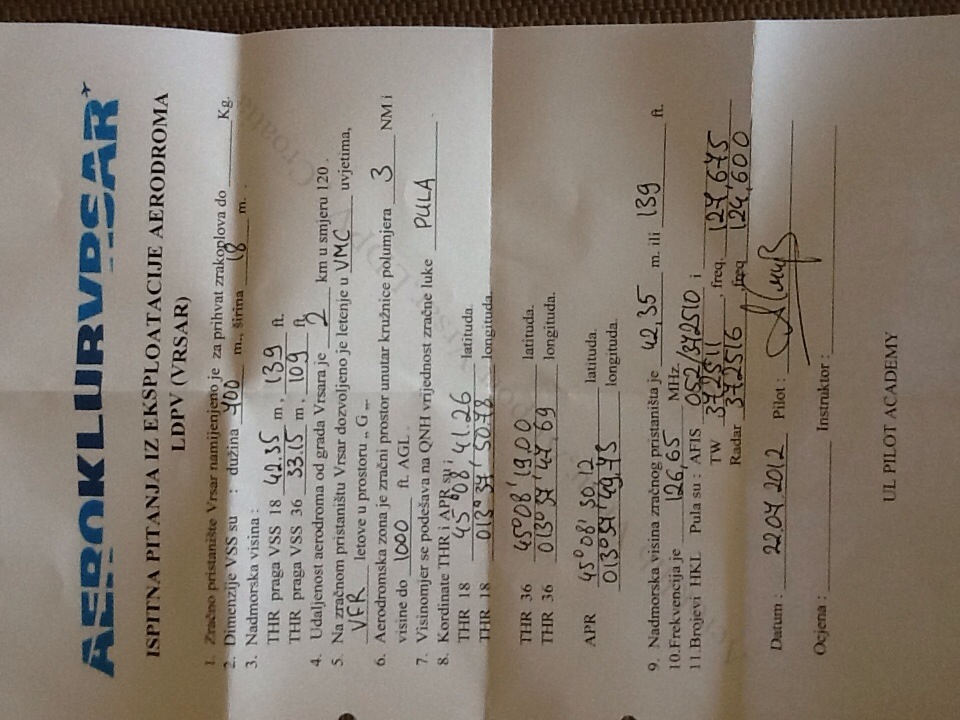 AEROKLUB VRSAR
ISPITNA PITANJA IZ EKSPLOATACIJE AERODROMA
LDPV (VRSAR)
1. Zračno pristanište Vrsar namijenjeno je za prihvat zrakoplova do ______ Kg.
2. Dimenzije VSS su : dužina 700 m., širina 18 m.
3. Nadmorska visina :
THR praga VSS 18 42.35 m, 139 ft.
THR praga VSS 36 33.15 m, 109 ft.
4. Udaljenost aerodroma od grada Vrsara je 2 km u smjeru 120.
5. Na zračnom pristaništu Vrsar dozvoljeno je letenje u VMC uvjetima,
VFR letove u prostoru „ G „.
6. Aerodromska zona je zračni prostor unutar kružnice polumjera 3 NM i
visine do 1000 ft. AGL.
7. Visinomjer se podešava na QNH vrijednost zračne luke PULA.
8. Kordinate THR i APR su :
THR 18 45°08' 41.26 latituda.
THR 18 013°37' 50.78 longituda.
THR 36 45°08' 19.00 latituda.
THR 36 013°37' 47.69 longituda.
APR 45°08' 30.12 latituda.
013°37' 49.73 longituda.
9. Nadmorska visina zračnog pristaništa je 42,35 m. ili 139 ft.
10.Frekvencija je 126,65 MHz.
11.Brojevi HKL Pula su : AFIS 052/372510 i
TW 372511, freq. 127,675
Radar 372516 freq 124,600
Datum : 22.04.2012 Pilot :
Ocjena : Instruktor :
UL PILOT ACADEMY